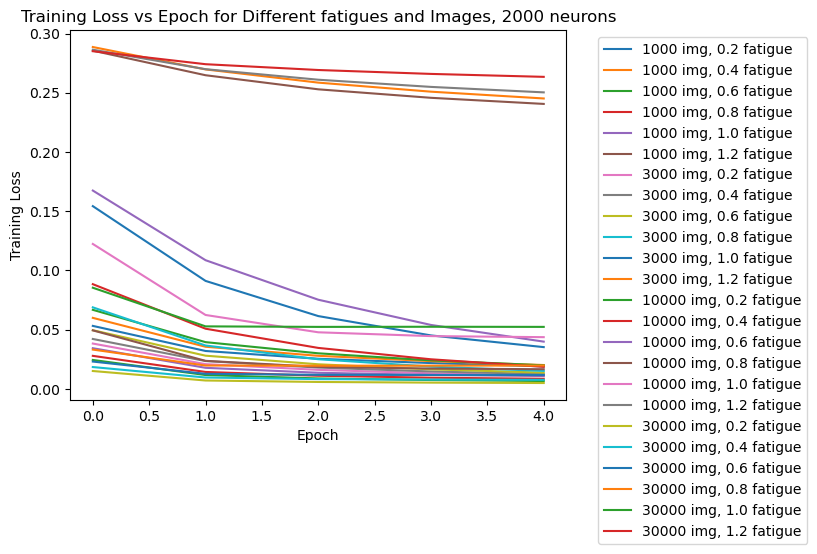 Training Loss vs Epoch for Different fatigues and Images, 2000 neurons
0.30
0.25
0.20
0.15
0.10
0.05
0.00
Training Loss
0.0 0.5 1.0 1.5 2.0 2.5 3.0 3.5 4.0
Epoch
1000 img, 0.2 fatigue
1000 img, 0.4 fatigue
1000 img, 0.6 fatigue
1000 img, 0.8 fatigue
1000 img, 1.0 fatigue
1000 img, 1.2 fatigue
3000 img, 0.2 fatigue
3000 img, 0.4 fatigue
3000 img, 0.6 fatigue
3000 img, 0.8 fatigue
3000 img, 1.0 fatigue
3000 img, 1.2 fatigue
10000 img, 0.2 fatigue
10000 img, 0.4 fatigue
10000 img, 0.6 fatigue
10000 img, 0.8 fatigue
10000 img, 1.0 fatigue
10000 img, 1.2 fatigue
30000 img, 0.2 fatigue
30000 img, 0.4 fatigue
30000 img, 0.6 fatigue
30000 img, 0.8 fatigue
30000 img, 1.0 fatigue
30000 img, 1.2 fatigue